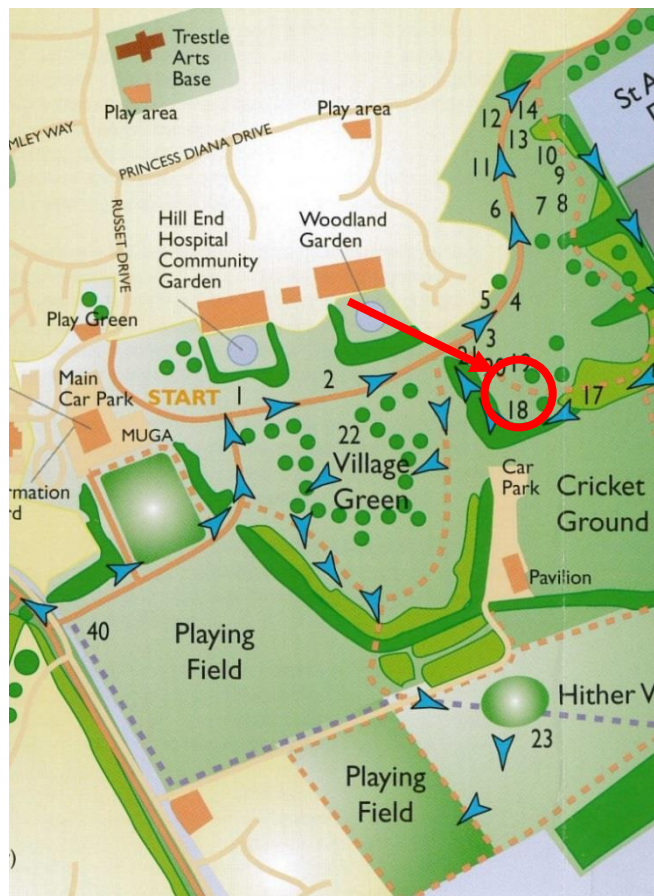 Trestle
Arts
Base
Play area
Play area
MLEY WAY
PRINCESS DIANA DRIVE
St A
12
14
13
10
9
11
6
7
8
RUSSET DRIVE
Hill End
Hospital
Community
Garden
Woodland
Garden
5
4
3
21
19
Play Green
2
1
START
17
18
Main
Car Park
MUGA
22
Village
Green
Car
Park
Cricket
Ground
rmation
rd
Pavilion
40
Playing
Field
Hither W
23
Playing
Field
)